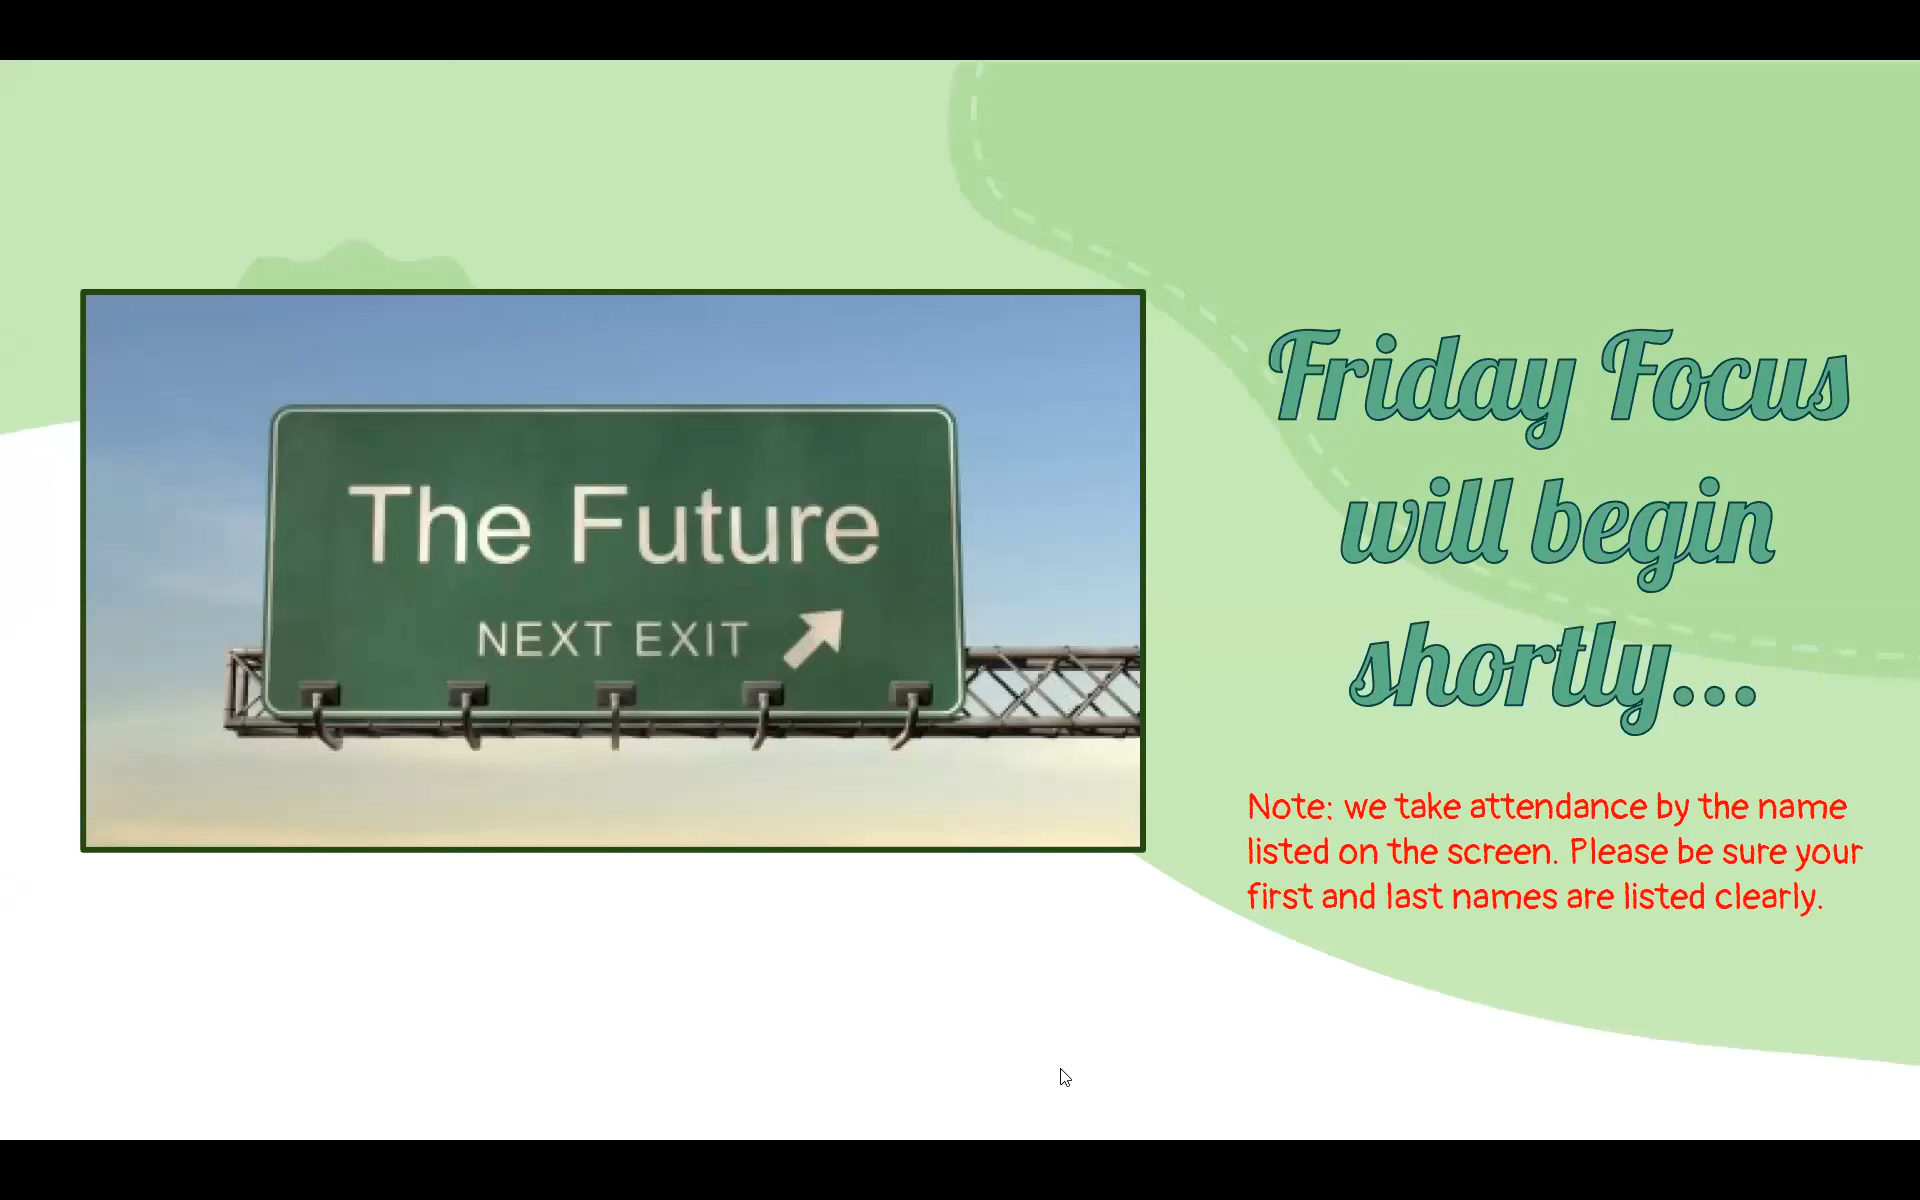 The Future
NEXT EXIT
Friday Focus
will begin
shortly...
Note: we take attendance by the name
listed on the screen. Please be sure your
first and last names are listed clearly.